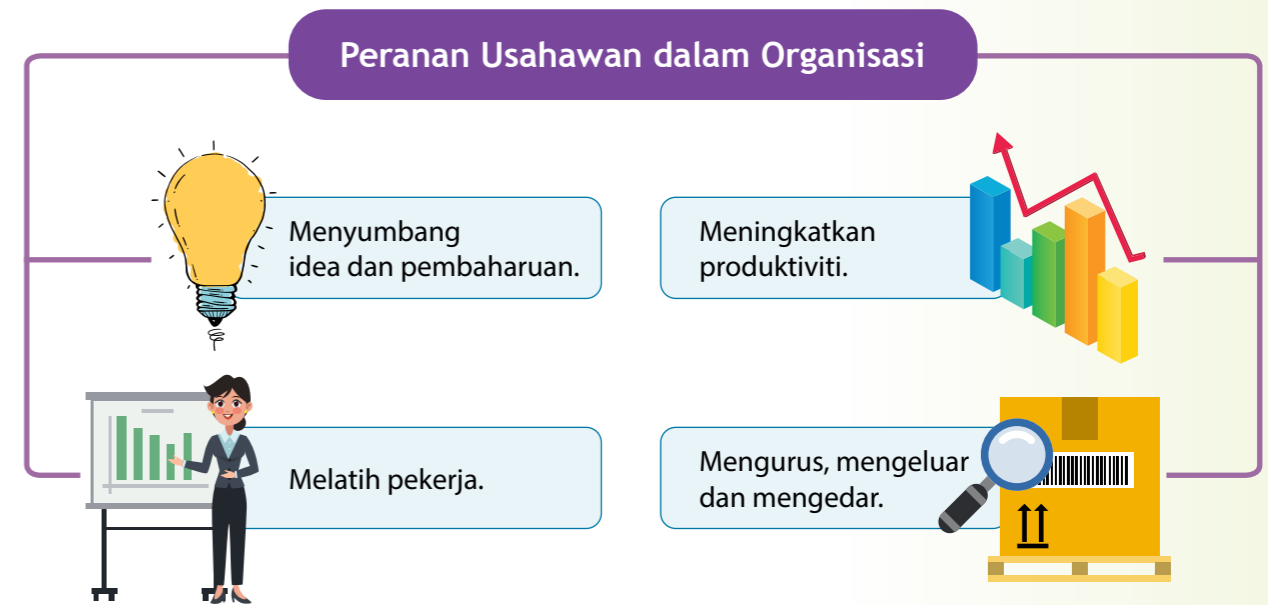 Peranan Usahawan dalam Organisasi
Menyumbang
idea dan pembaharuan.
Meningkatkan
produktiviti.
Melatih pekerja.
Mengurus, mengeluar
dan mengedar.